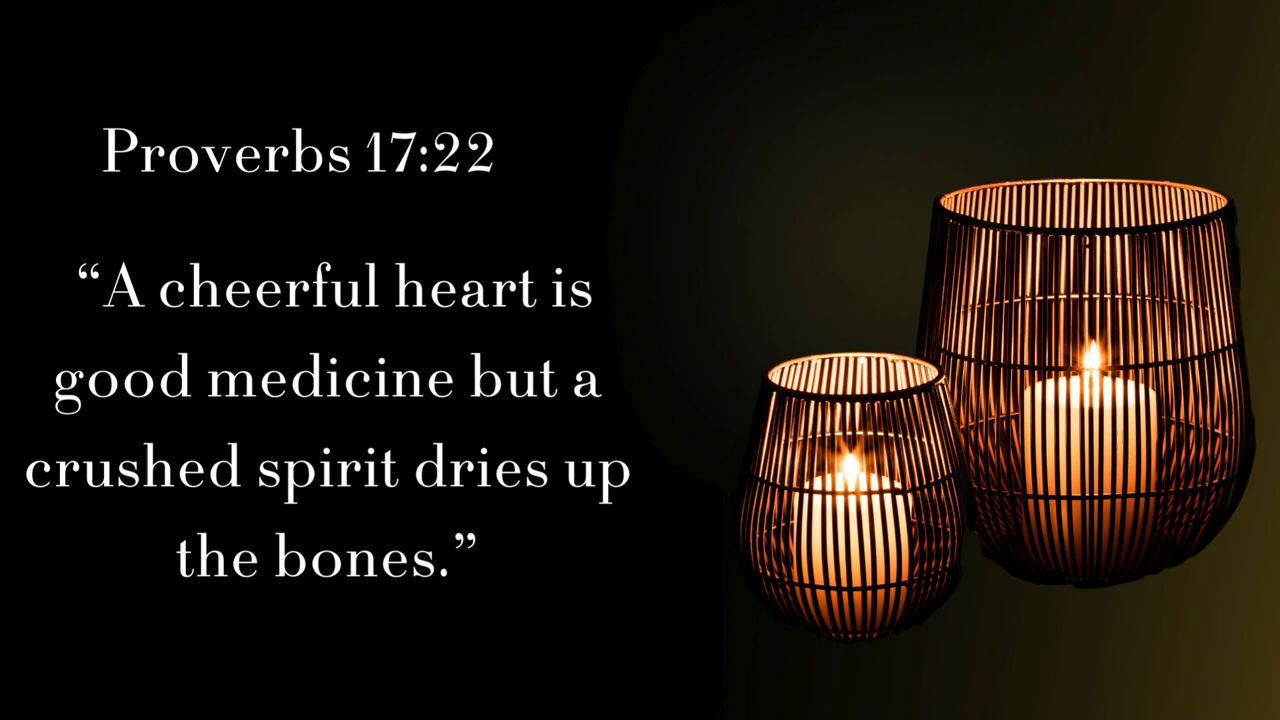 Proverbs 17:22
“A cheerful heart is
good medicine but a
crushed spirit dries up
the bones.”